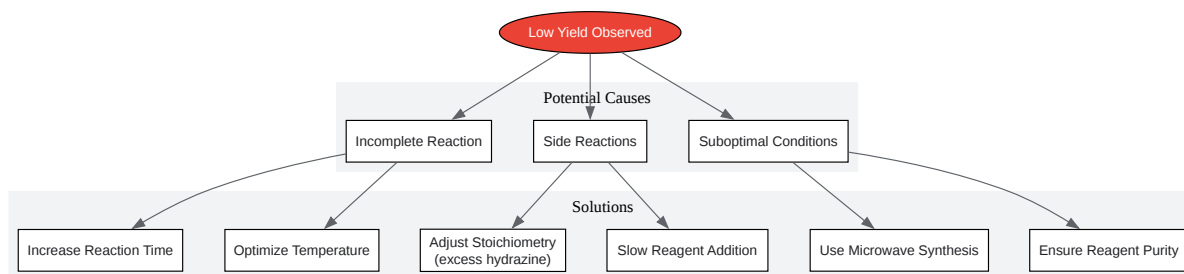 Low Yield Observed
Potential Causes
Incomplete Reaction
Side Reactions
Suboptimal Conditions
Solutions
Increase Reaction Time
Optimize Temperature
Adjust Stoichiometry
(excess hydrazine)
Slow Reagent Addition
Use Microwave Synthesis
Ensure Reagent Purity